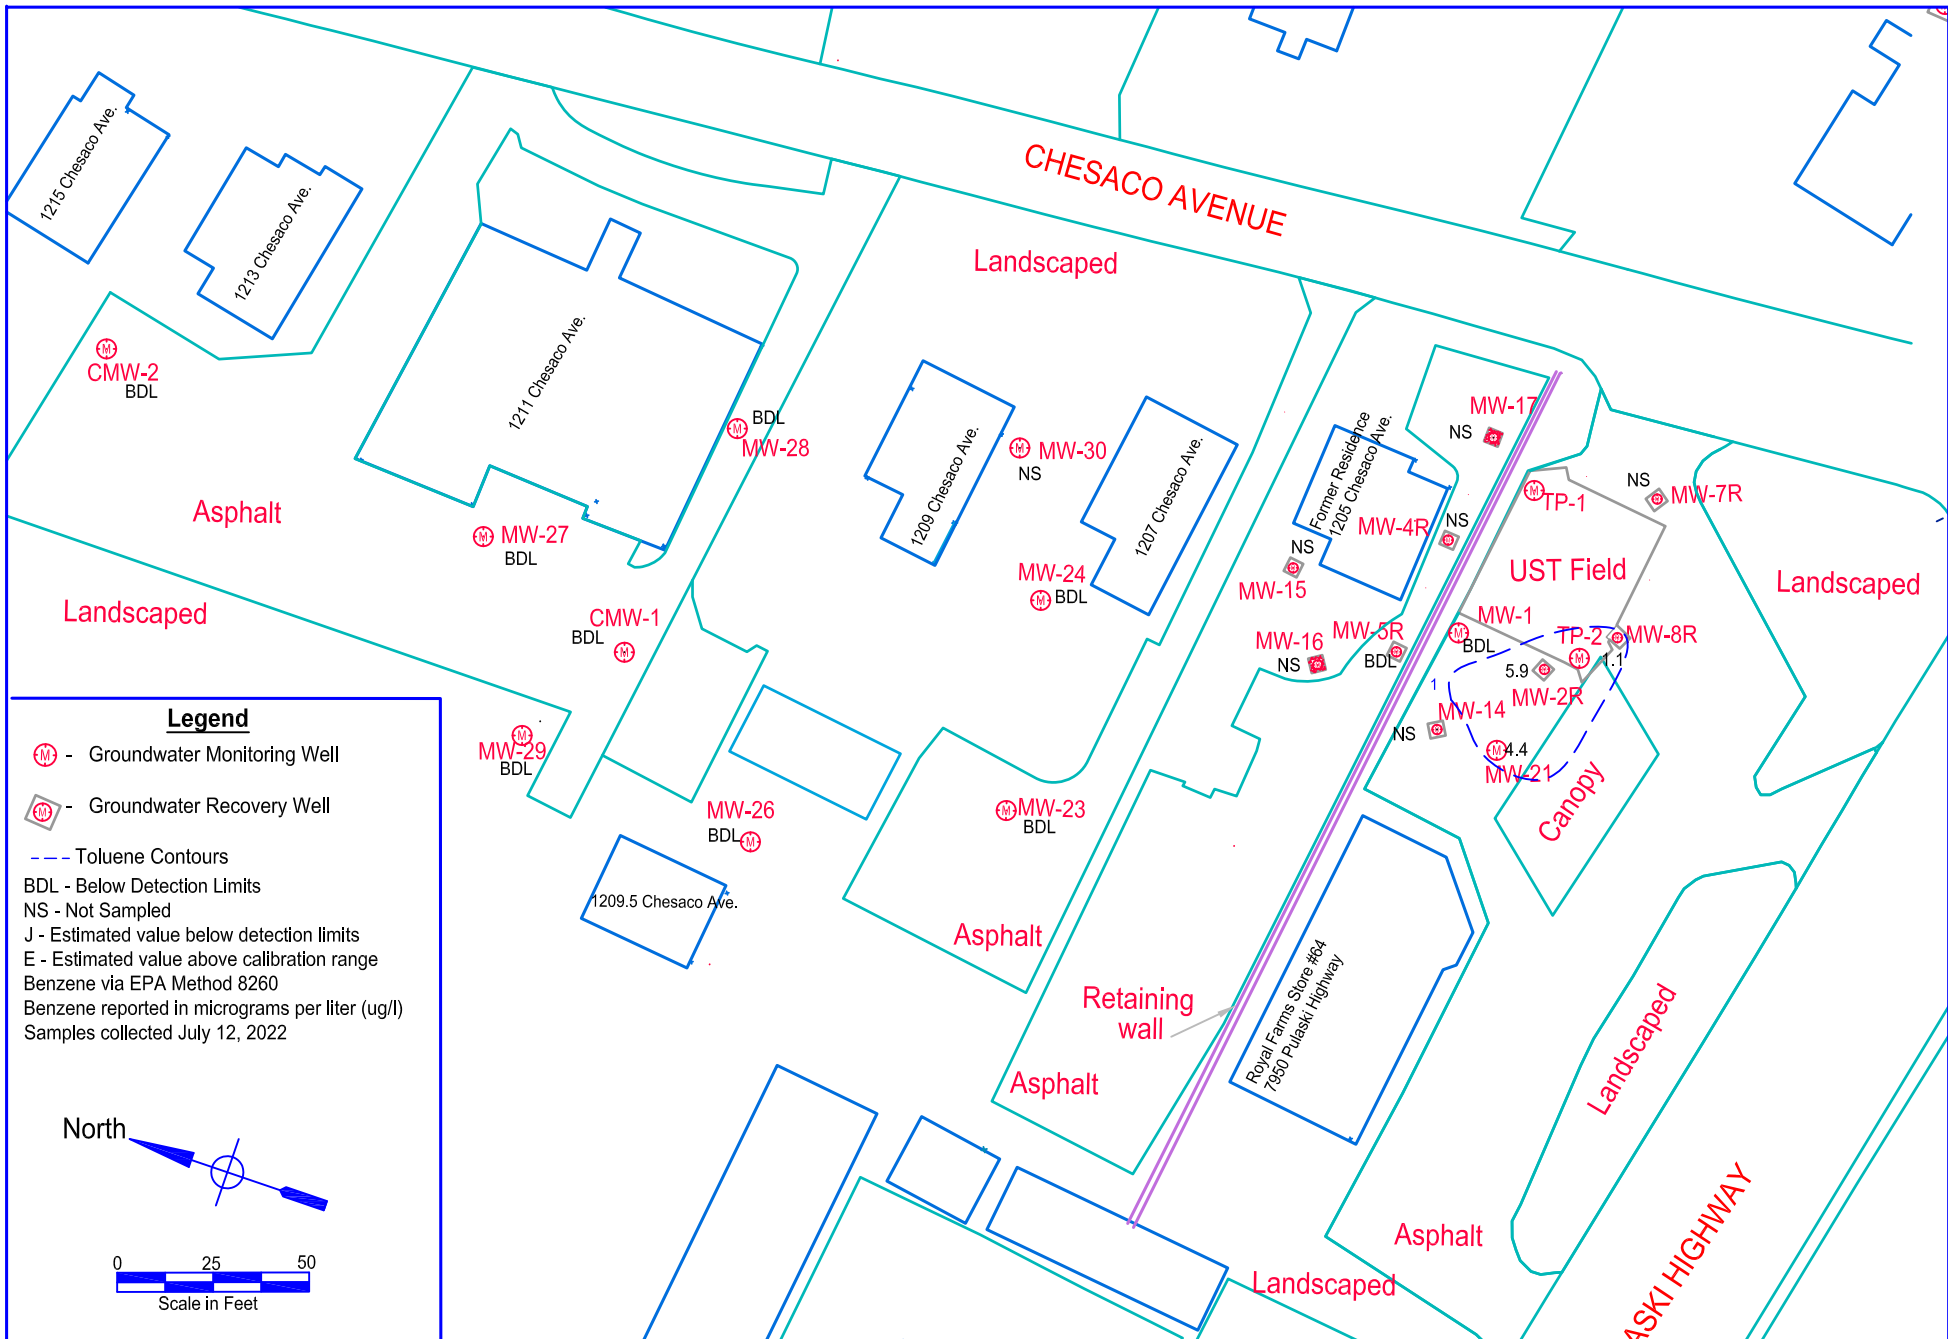 CHESACO AVENUE
1215 Chesaco Ave.
1213 Chesaco Ave.
Landscaped
CMW-2
BDL
1211 Chesaco Ave.
BDL
MW-28
MW-30
NS
1209 Chesaco Ave.
1207 Chesaco Ave.
Former Residence
1205 Chesaco Ave.
MW-17
NS
MW-4R
NS
TP-1
NS
MW-7R
Asphalt
MW-27
BDL
MW-24
BDL
NS
MW-15
UST Field
Landscaped
Landscaped
CMW-1
BDL
MW-16
NS
MW-5R
BDL
MW-1
BDL
TP-2
MW-8R
1.1
5.9
MW-2R
1
MW-14
NS
4.4
MW-21
Canopy
MW-29
BDL
MW-26
BDL
MW-23
BDL
1209.5 Chesaco Ave.
Asphalt
Retaining
wall
Royal Farms Store #64
7950 Pulaski Highway
Asphalt
Landscaped
Asphalt
Landscaped
ASKI HIGHWAY
Legend
M - Groundwater Monitoring Well
M - Groundwater Recovery Well
Toluene Contours
BDL - Below Detection Limits
NS - Not Sampled
J - Estimated value below detection limits
E - Estimated value above calibration range
Benzene via EPA Method 8260
Benzene reported in micrograms per liter (ug/l)
Samples collected July 12, 2022
North
0 25 50
Scale in Feet